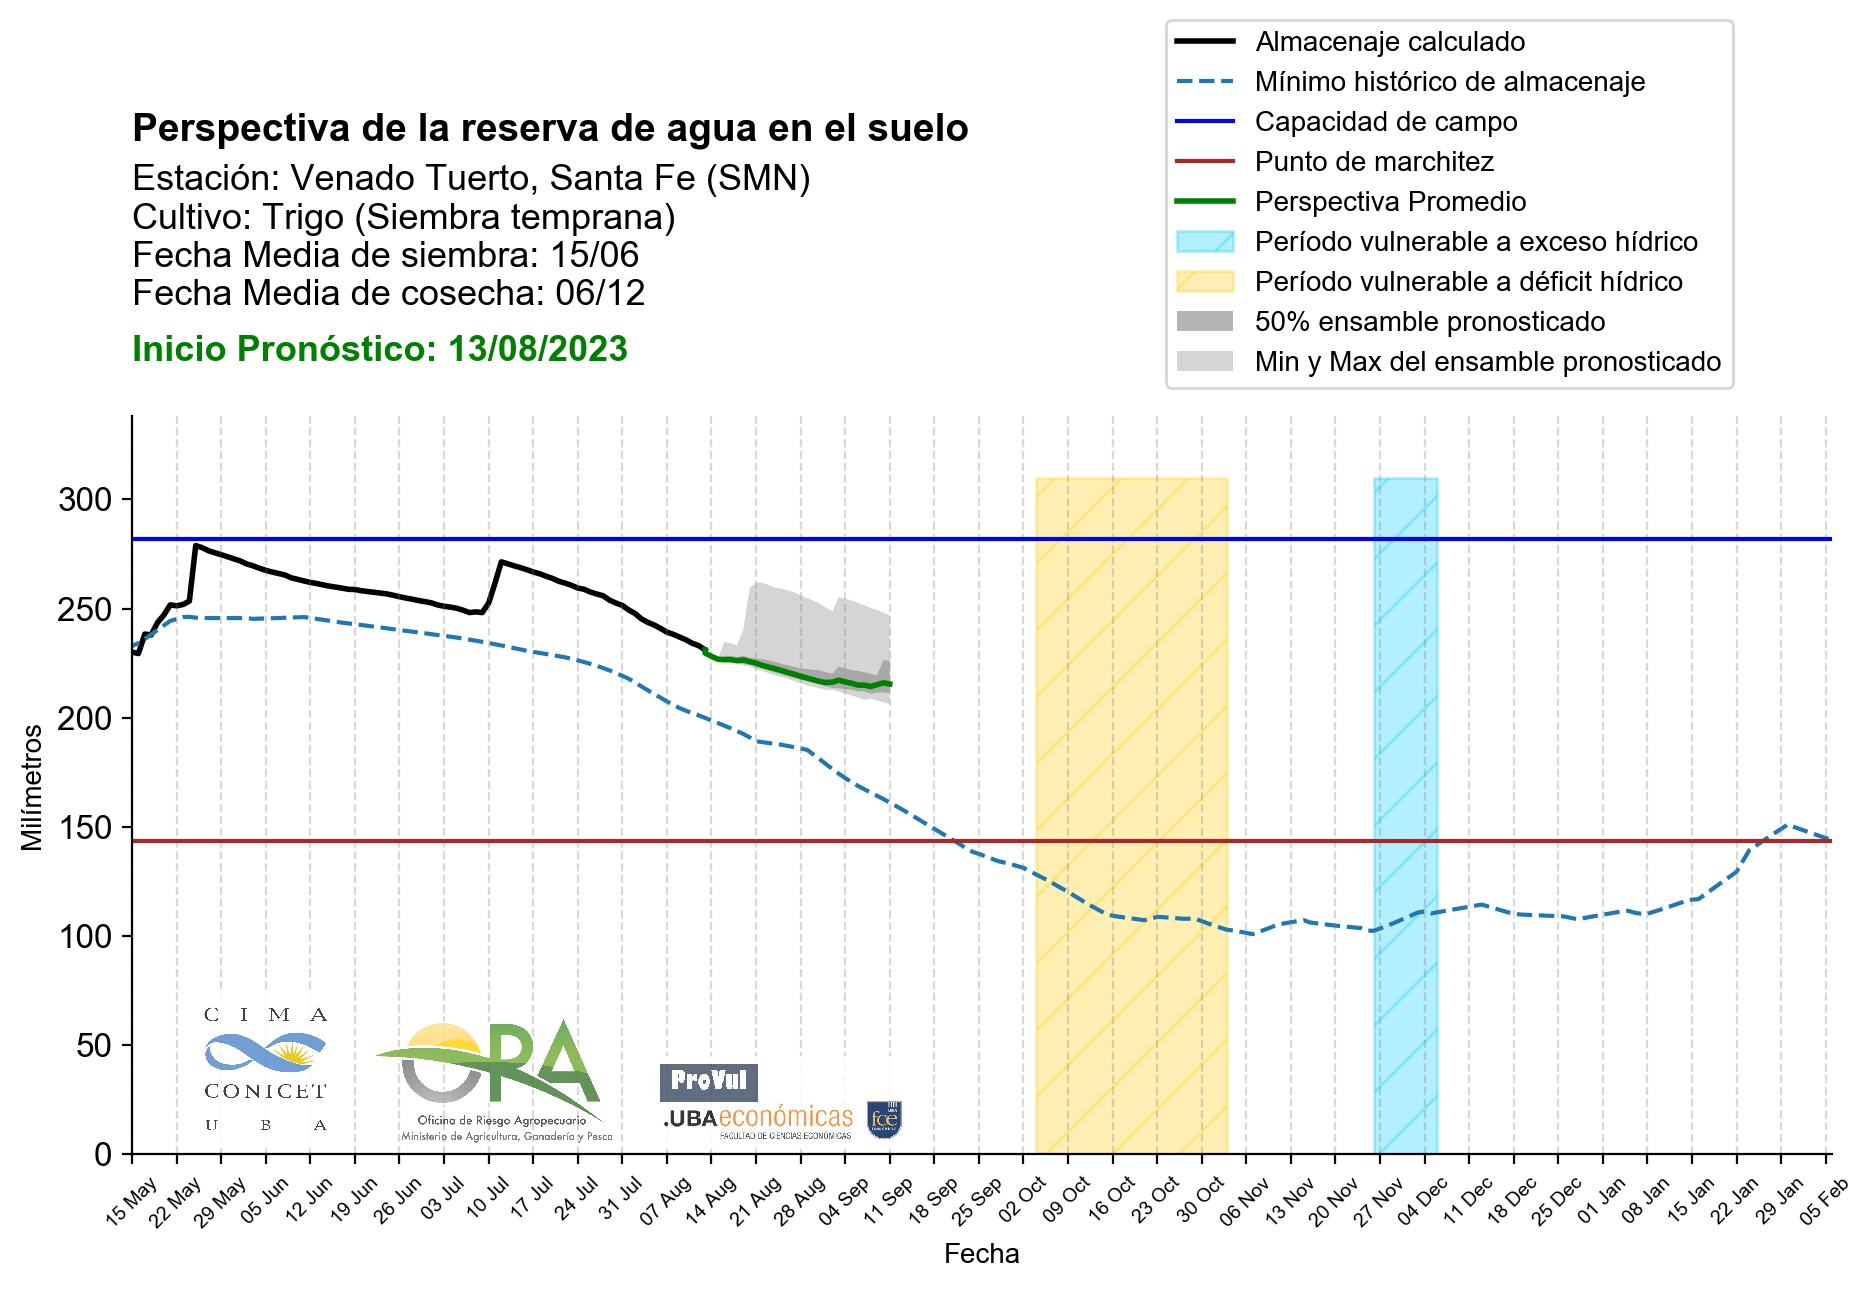 Almacenaje calculado
Mínimo histórico de almacenaje
Capacidad de campo
Punto de marchitez
Perspectiva Promedio
Período vulnerable a exceso hídrico
Período vulnerable a déficit hídrico
50% ensamble pronosticado
Min y Max del ensamble pronosticado
Perspectiva de la reserva de agua en el suelo
Estación: Venado Tuerto, Santa Fe (SMN)
Cultivo: Trigo (Siembra temprana)
Fecha Media de siembra: 15/06
Fecha Media de cosecha: 06/12
Inicio Pronóstico: 13/08/2023
Milímetros
300
250
200
150
100
50
0
C I M A
CONICET
U B A
ORA
Oficina de Riesgo Agropecuario
Ministerio de Agricultura, Ganadería y Pesca
ProVul
.UBAeconómicas
FACULTAD DE CIENCIAS ECONÓMICAS
UBA
fce
15 May
22 May
29 May
05 Jun
12 Jun
19 Jun
26 Jun
03 Jul
10 Jul
17 Jul
24 Jul
31 Jul
07 Aug
14 Aug
21 Aug
28 Aug
04 Sep
11 Sep
18 Sep
25 Sep
02 Oct
09 Oct
16 Oct
23 Oct
30 Oct
06 Nov
13 Nov
20 Nov
27 Nov
04 Dec
11 Dec
18 Dec
25 Dec
01 Jan
08 Jan
15 Jan
22 Jan
29 Jan
05 Feb
Fecha